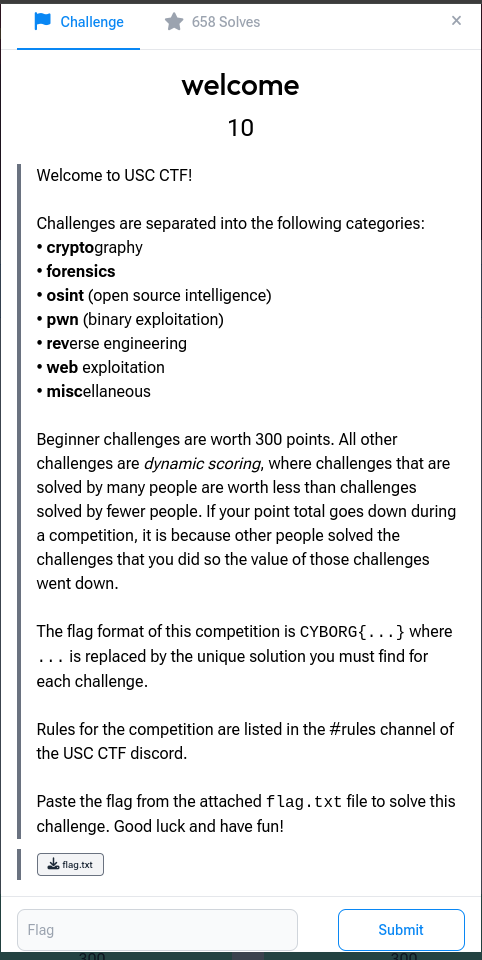 Challenge
658 Solves
×
welcome
10
Welcome to USC CTF!
Challenges are separated into the following categories:
• cryptography
• forensics
• osint (open source intelligence)
• pwn (binary exploitation)
• reverse engineering
• web exploitation
• miscellaneous
Beginner challenges are worth 300 points. All other
challenges are dynamic scoring, where challenges that are
solved by many people are worth less than challenges
solved by fewer people. If your point total goes down during
a competition, it is because other people solved the
challenges that you did so the value of those challenges
went down.
The flag format of this competition is CYBORG{...} where
... is replaced by the unique solution you must find for
each challenge.
Rules for the competition are listed in the #rules channel of
the USC CTF discord.
Paste the flag from the attached flag.txt file to solve this
challenge. Good luck and have fun!
flag.txt
Flag
Submit
300
300